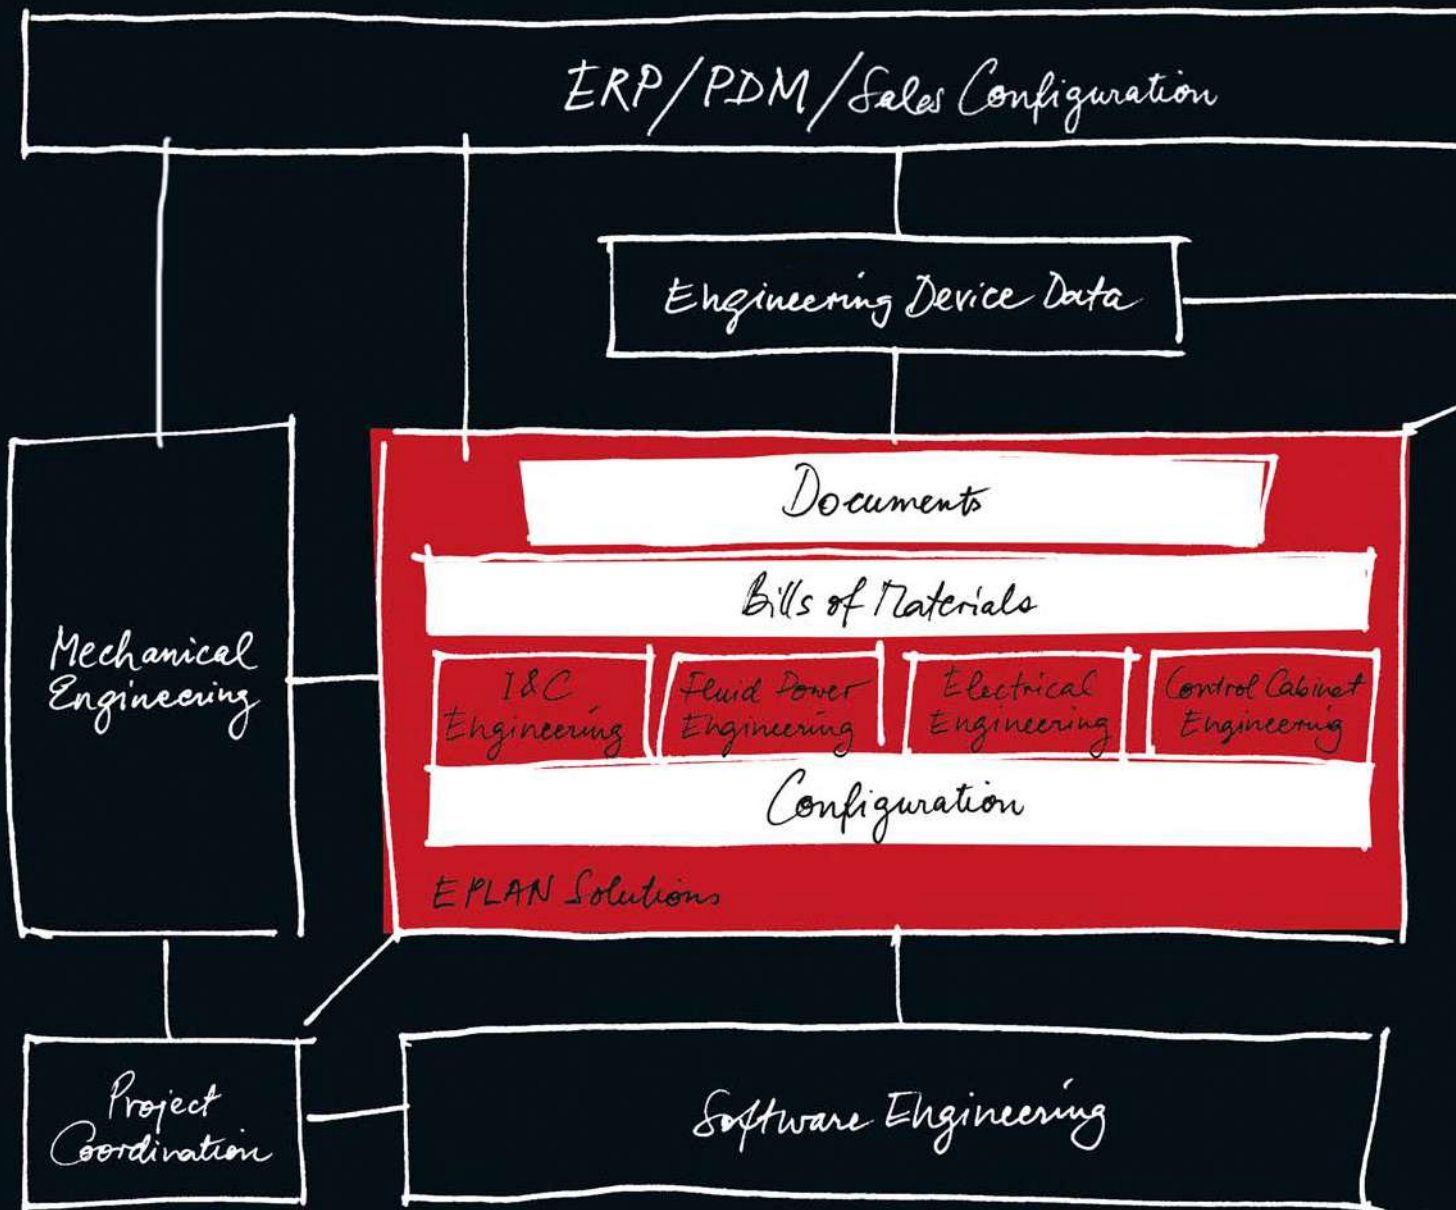 ERP/PDM/Sales Configuration
Engineering Device Data
Documents
Bills of Materials
Mechanical
Engineering
I&C
Engineering
Fluid Power
Engineering
Electrical
Engineering
Control Cabinet
Engineering
Configuration
EPLAN Solutions
Project
Coordination
Software Engineering